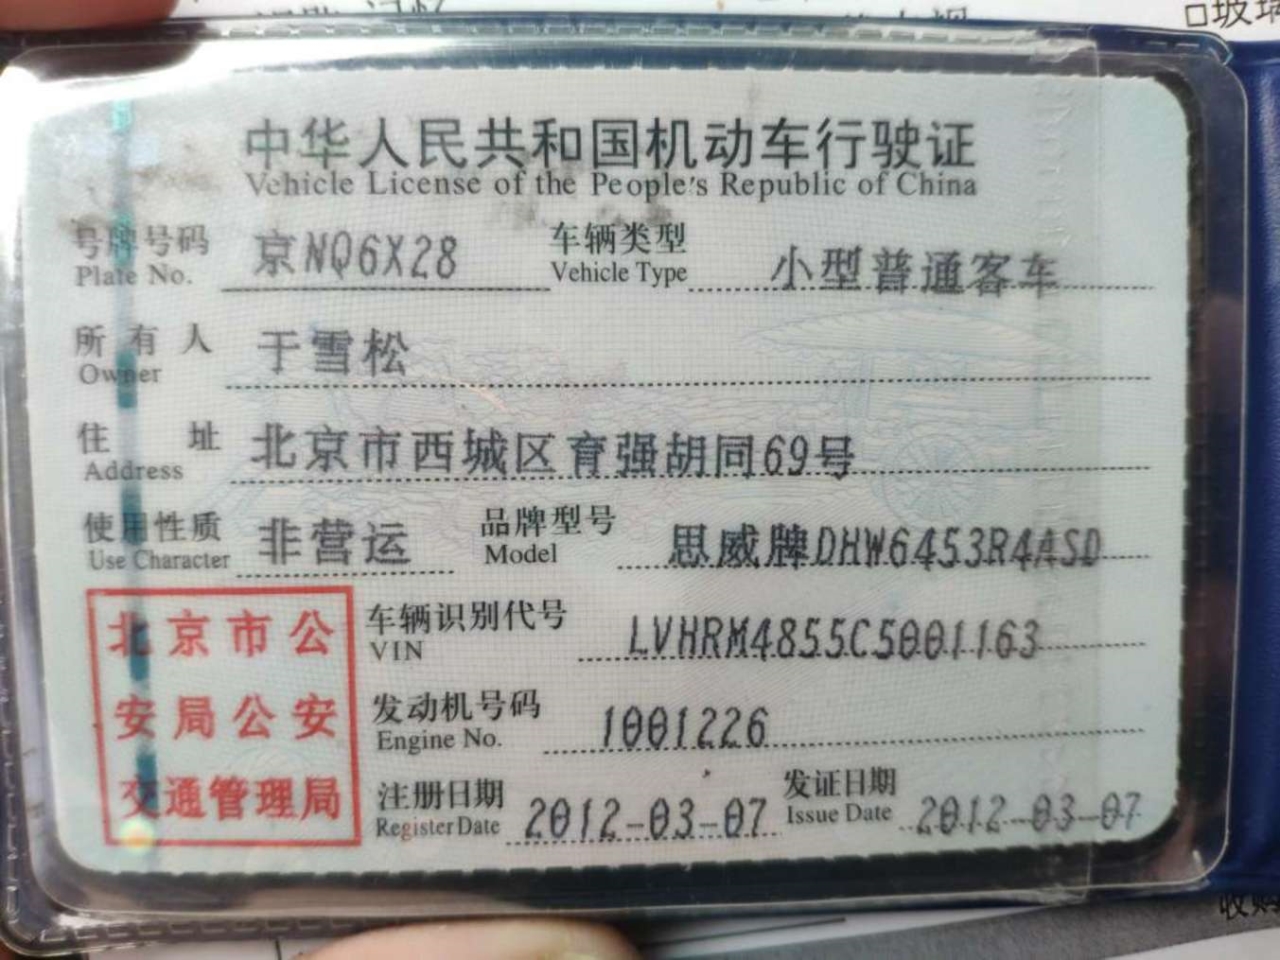 口玻璃
中华人民共和国机动车行驶证
Vehicle License of the People's Republic of China
号牌号码 京NQ6X28 车辆类型 小型普通客车
Plate No. Vehicle Type
所有人 于雪松
Owner
住址 北京市西城区育强胡同69号
Address
使用性质 非营运 品牌型号 思威牌DHW6453R4ASD
Use Character Model
北京市公
安局公安
交通管理局
车辆识别代号 LVHRM4855C5001163
VIN
发动机号码 1001226
Engine No.
注册日期 2012-03-07 发证日期 2012-03-07
Register Date Issue Date
收购